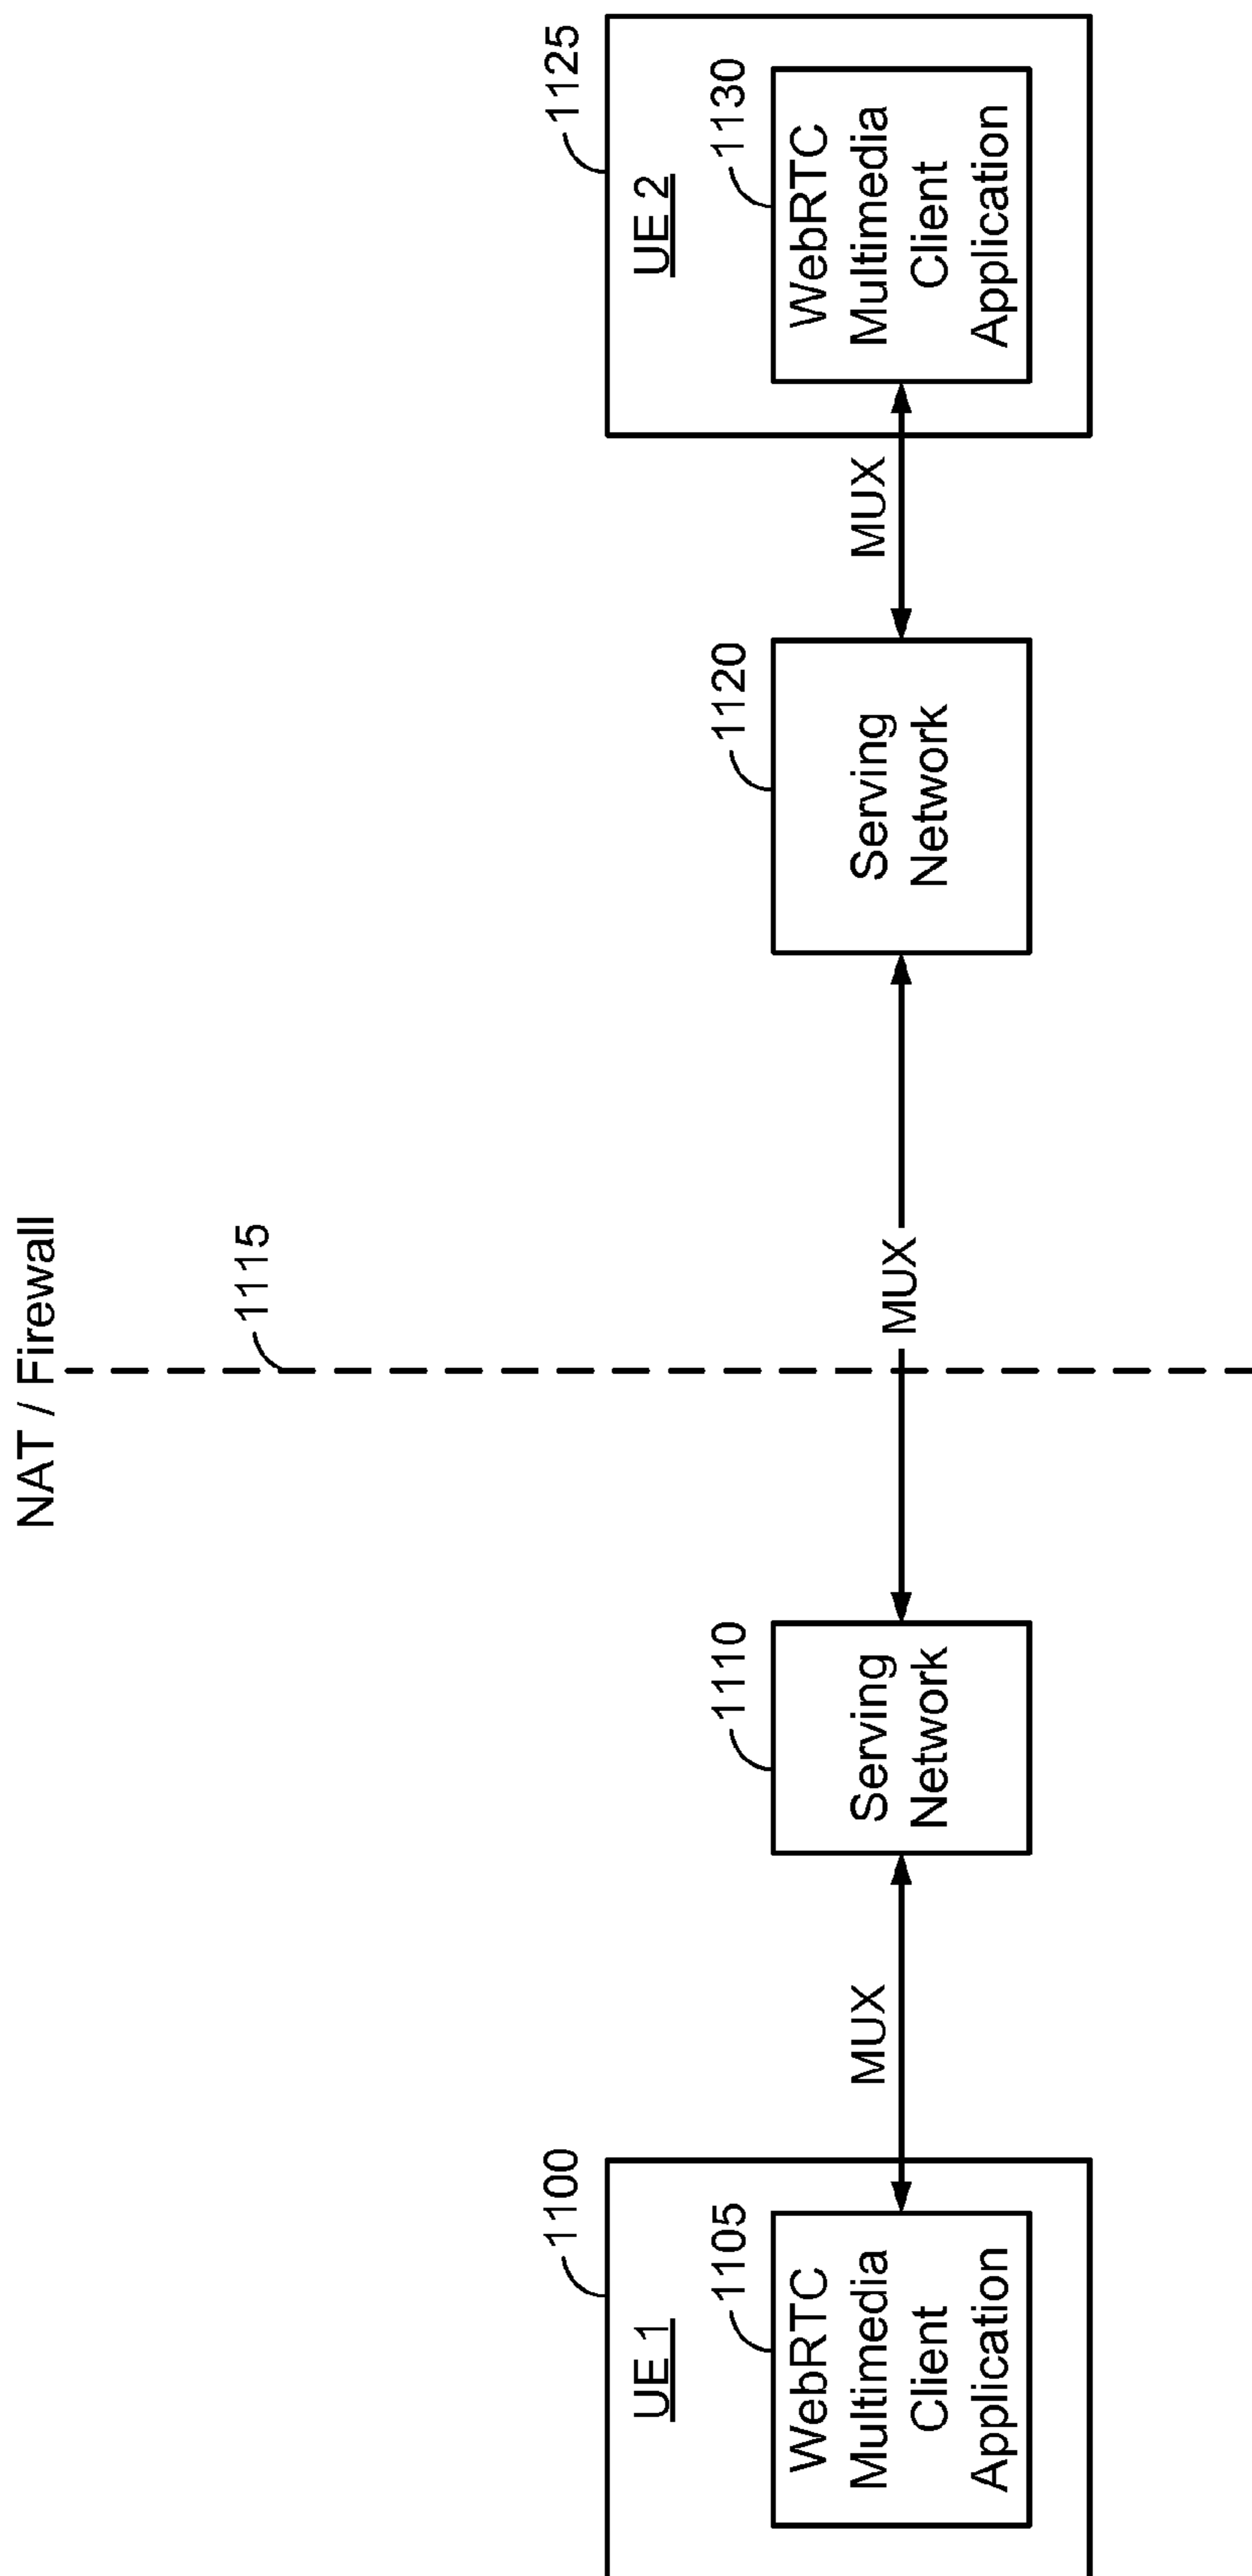 NAT / Firewall
1115
1100
UE 1
1105
WebRTC
Multimedia
Client
Application
MUX
1110
Serving
Network
MUX
1120
Serving
Network
MUX
1125
UE 2
1130
WebRTC
Multimedia
Client
Application